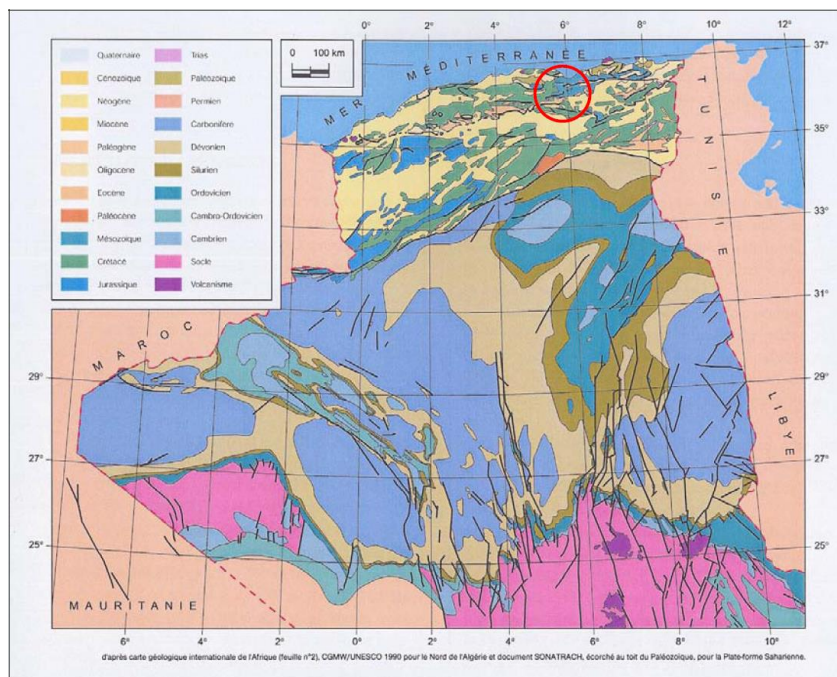 0° 2° 4° 6° 8° 10° 12°
37°
35°
33°
31°
29°
27°
25°
Quaternaire
Cénozoïque
Néogène
Miocène
Paléogène
Oligocène
Eocène
Paléocène
Mésozoïque
Crétacé
Jurassique
Trias
Paléozoïque
Permien
Carbonifère
Dévonien
Silurien
Ordovicien
Cambro-Ordovicien
Cambrien
Socle
Volcanisme
0 100 km
MER MÉDITERRANÉE
TUNISIE
MAROC
29°
27°
25°
LIBYE
MAURITANIE
6° 4° 2° 0° 2° 4° 6° 8° 10°
d'après carte géologique internationale de l'Afrique (feuille n°2), CGMW/UNESCO 1990 pour le Nord de l'Algérie et document SONATRACH, écorché au toit du Paléozoïque, pour la Plate-forme Saharienne.